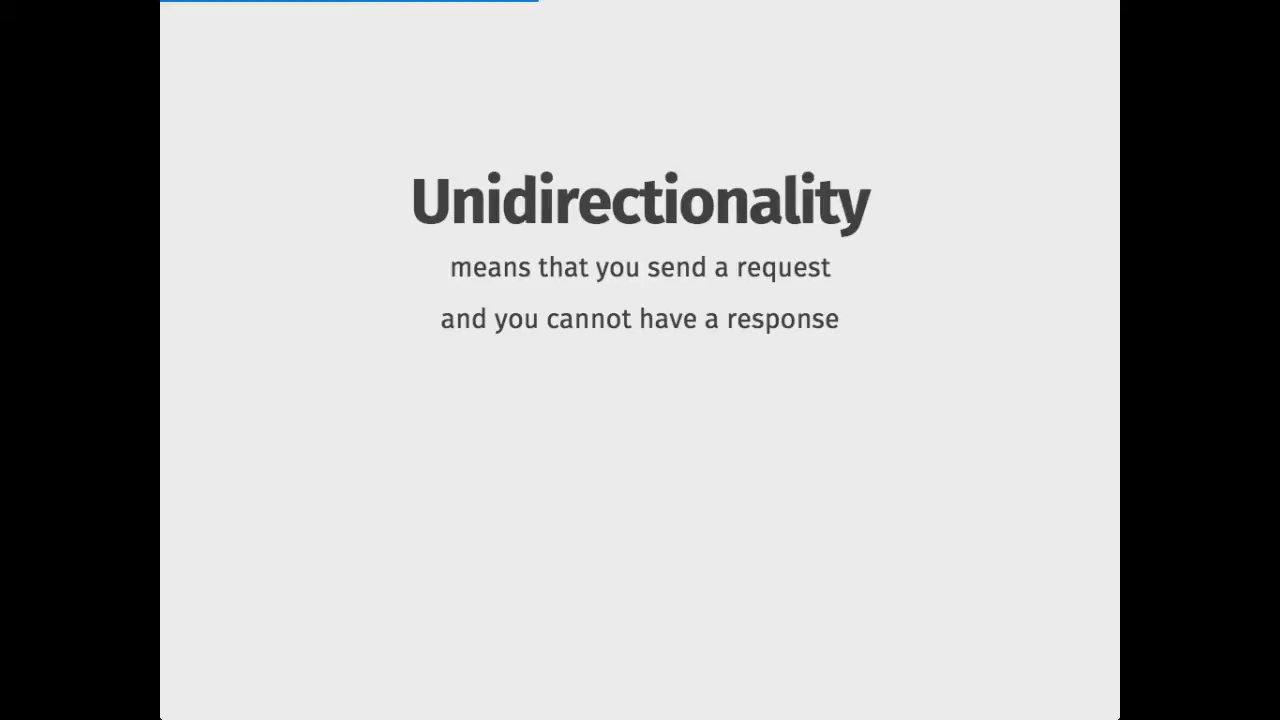 Unidirectionality
means that you send a request
and you cannot have a response